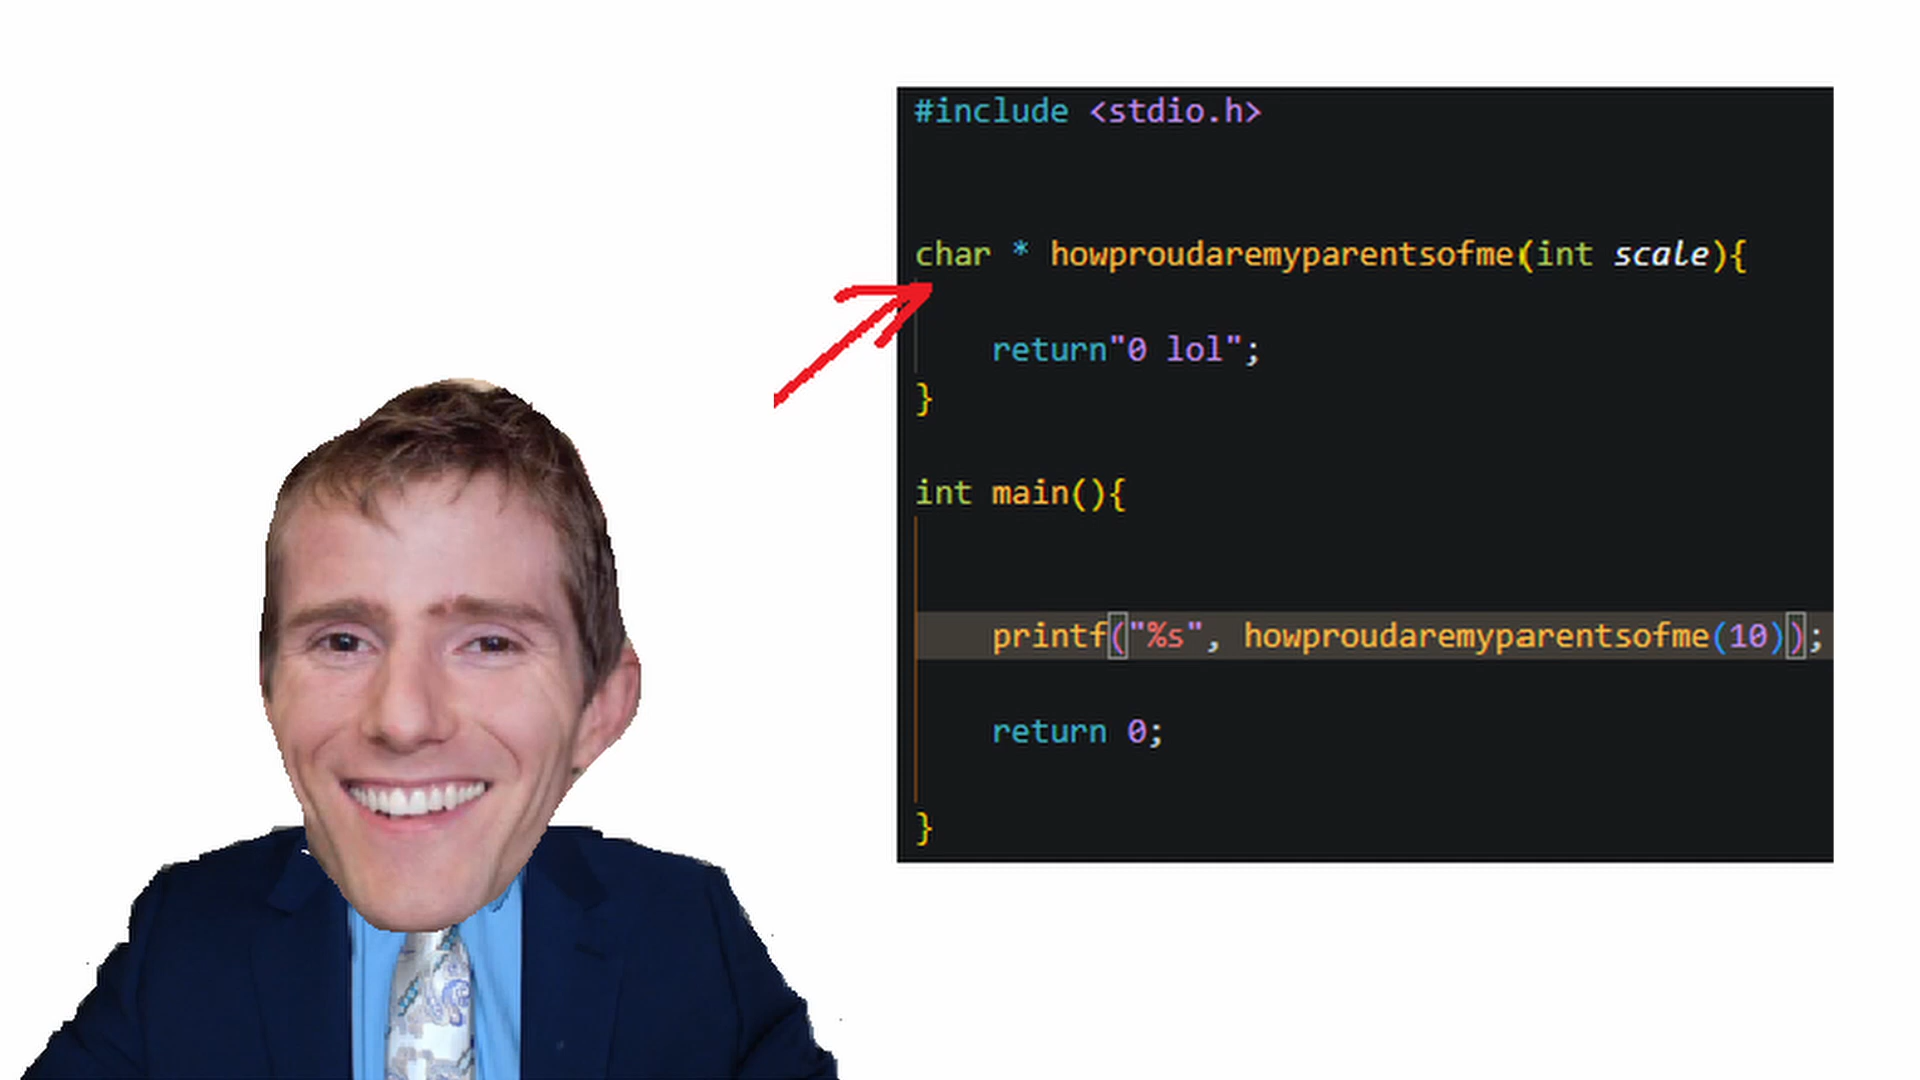 #include <stdio.h>
char * howproudaremyparentsofme(int scale){
return"0 lol";
}
int main(){
printf("%s", howproudaremyparentsofme(10));
return 0;
}